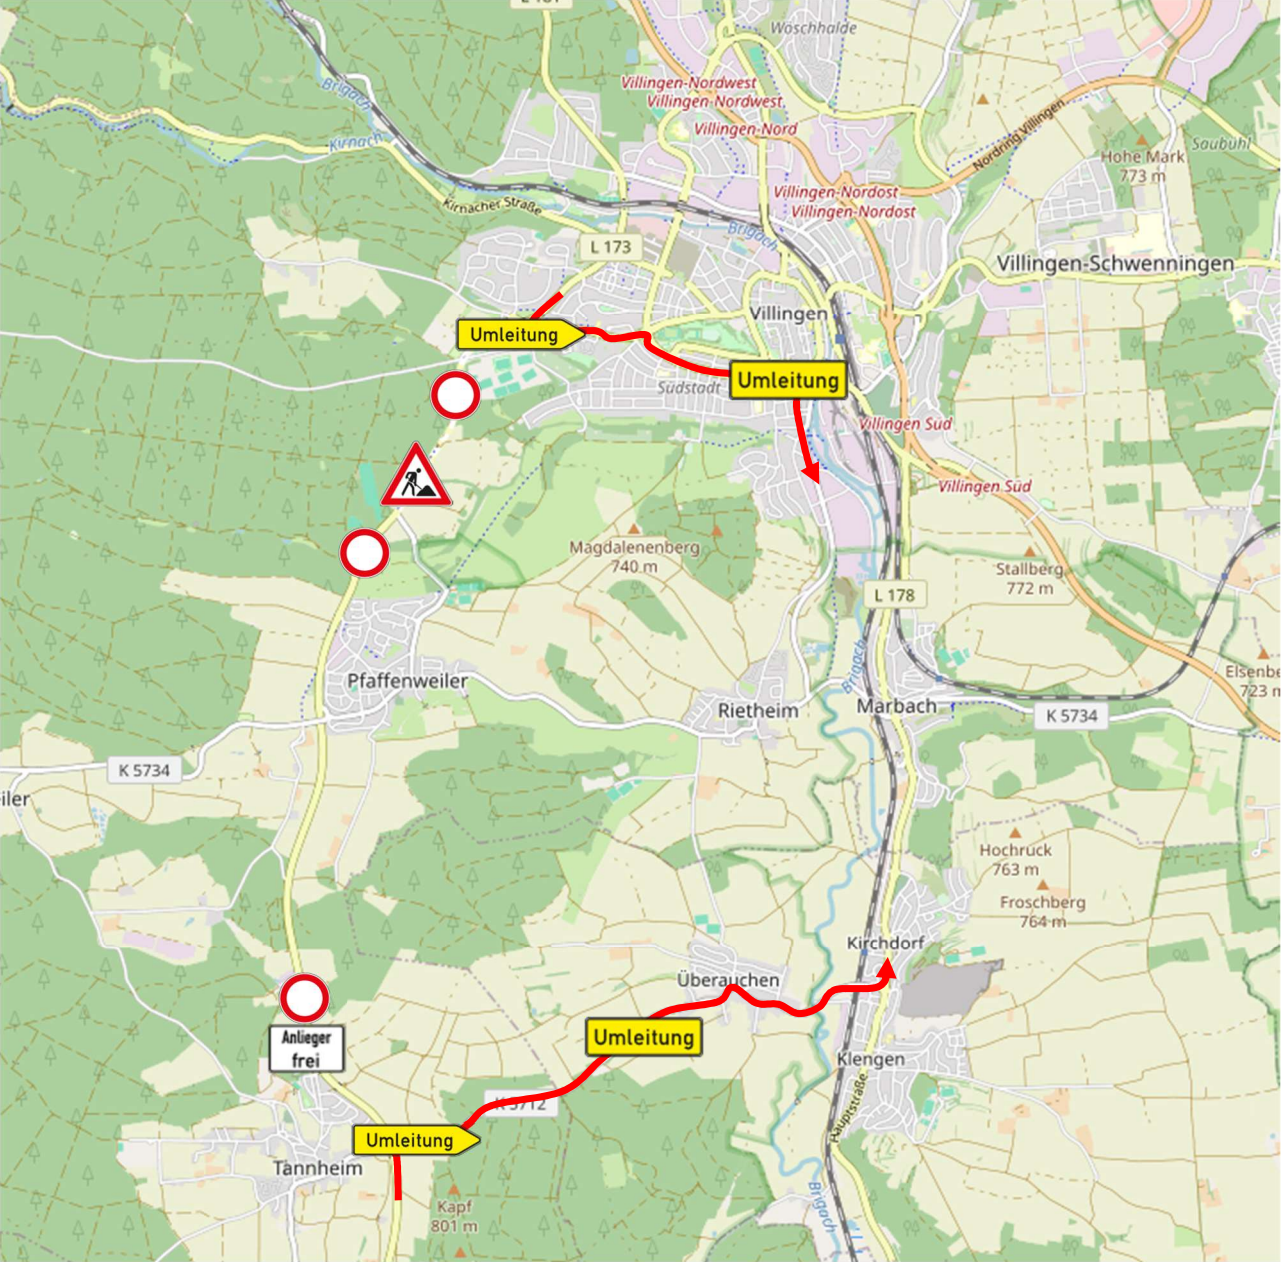 Woschhalde
Villingen-Nordwest
Villingen-Nordwest
Villingen-Nord
Brigach
Kirnach
Nordring Villingen
Hohe Mark
773 m
Saubühl
Kirnacher Straße
Villingen-Nordost
Villingen-Nordost
Brigach
L 173
Villingen-Schwenningen
Villingen
Umleitung
Umleitung
Südstadt
Villingen Süd
Villingen Süd
Magdalenenberg
740 m
Stallberg
772 m
L 178
Brigach
Elsenbe
723 m
Pfaffenweiler
Rietheim
Marbach
K 5734
K 5734
iler
Hochruck
763 m
Froschberg
764 m
Kirchdorf
Überauchen
Anlieger
frei
Umleitung
Klengen
K 5712
Hauptstraße
Umleitung
Tannheim
Kapf
801 m
Brigach